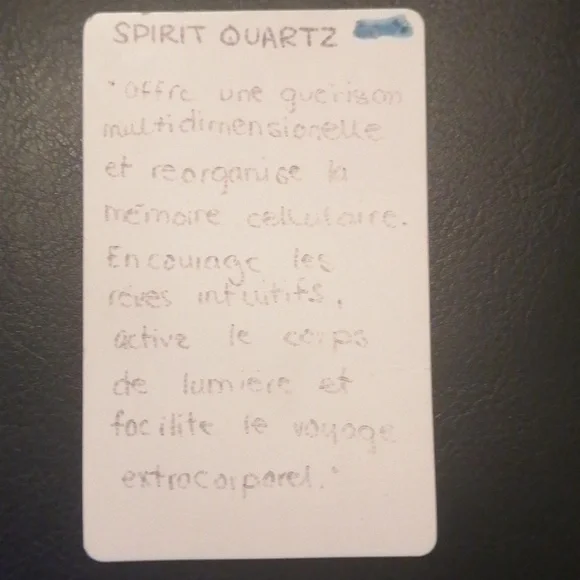 SPIRIT QUARTZ
"Offre une guérison
multidimensionelle
et reorganise la
mémoire cellulaire.
Encourage les
rêves intuitifs,
active le corps
de lumière et
facilite le voyage
extracorporel."